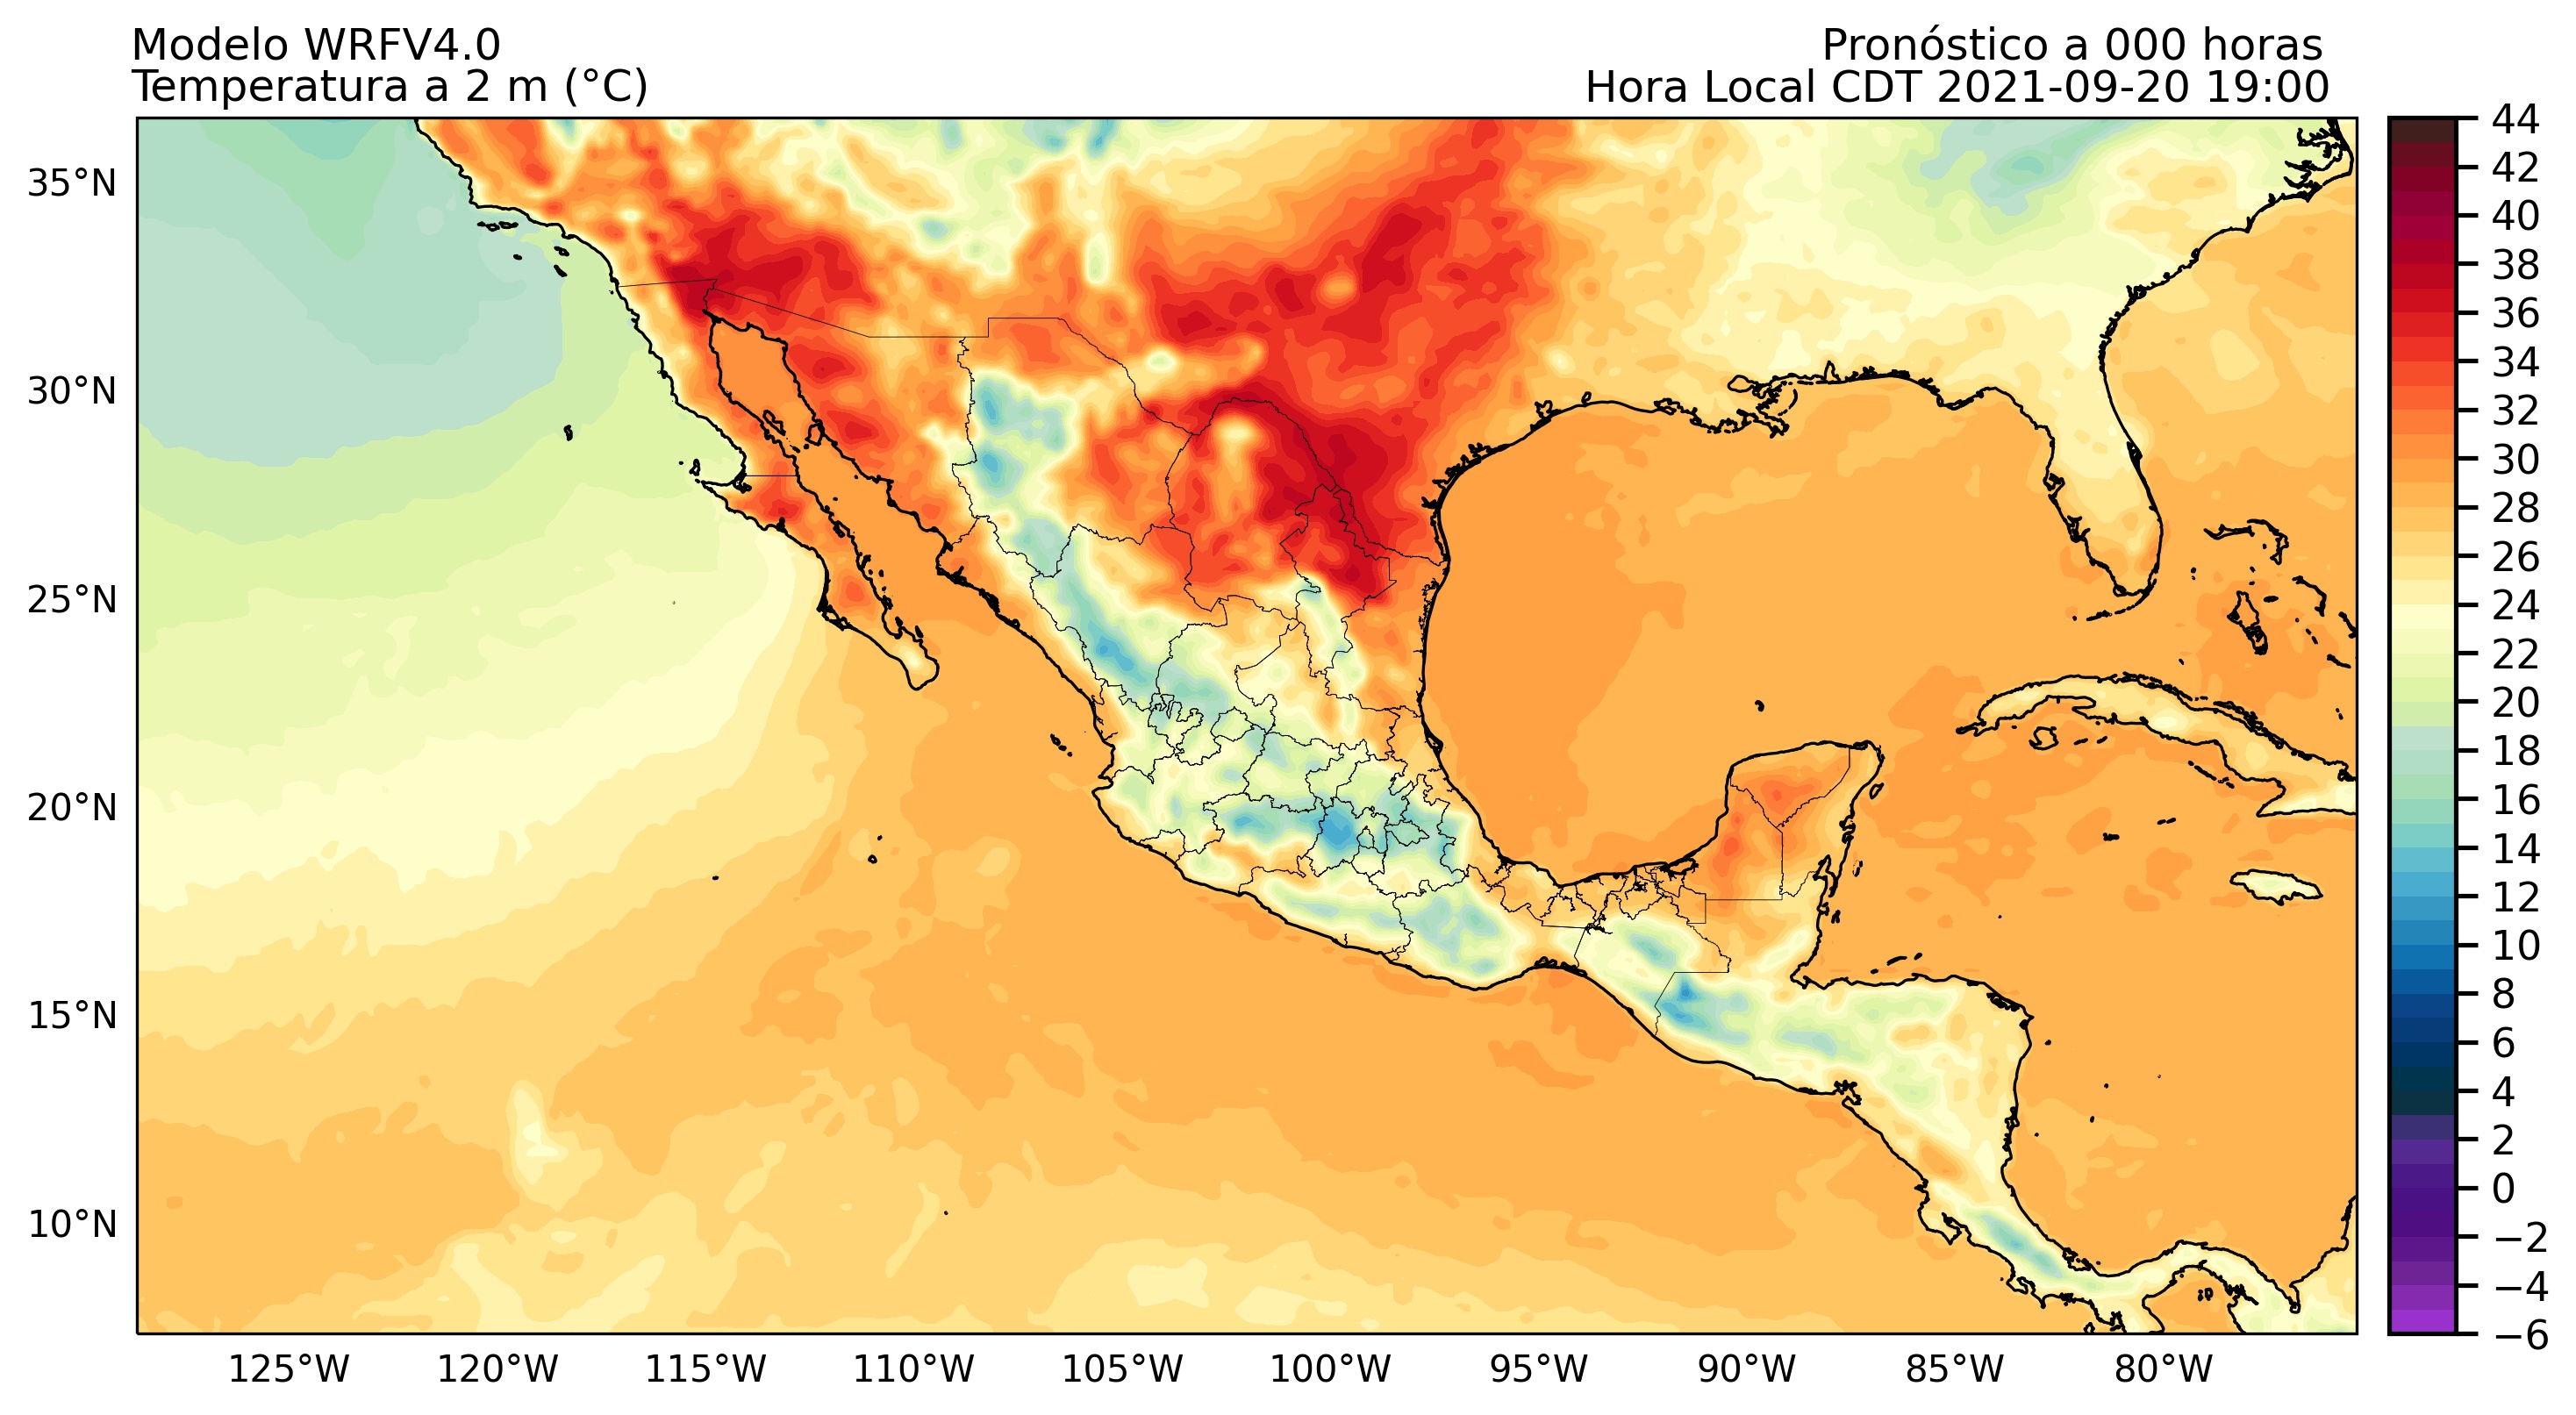 Modelo WRFV4.0
Pronóstico a 000 horas
Temperatura a 2 m (°C)
Hora Local CDT 2021-09-20 19:00
35°N
30°N
25°N
20°N
15°N
10°N
125°W
120°W
115°W
110°W
105°W
100°W
95°W
90°W
85°W
80°W
44
42
40
38
36
34
32
30
28
26
24
22
20
18
16
14
12
10
8
6
4
2
0
−2
−4
−6